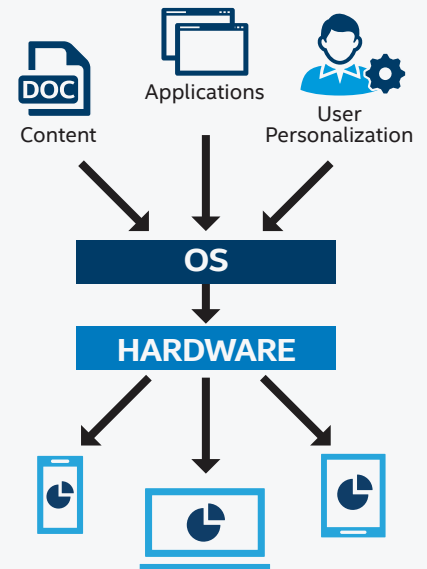 DOC
Content
Applications
User
Personalization
OS
HARDWARE